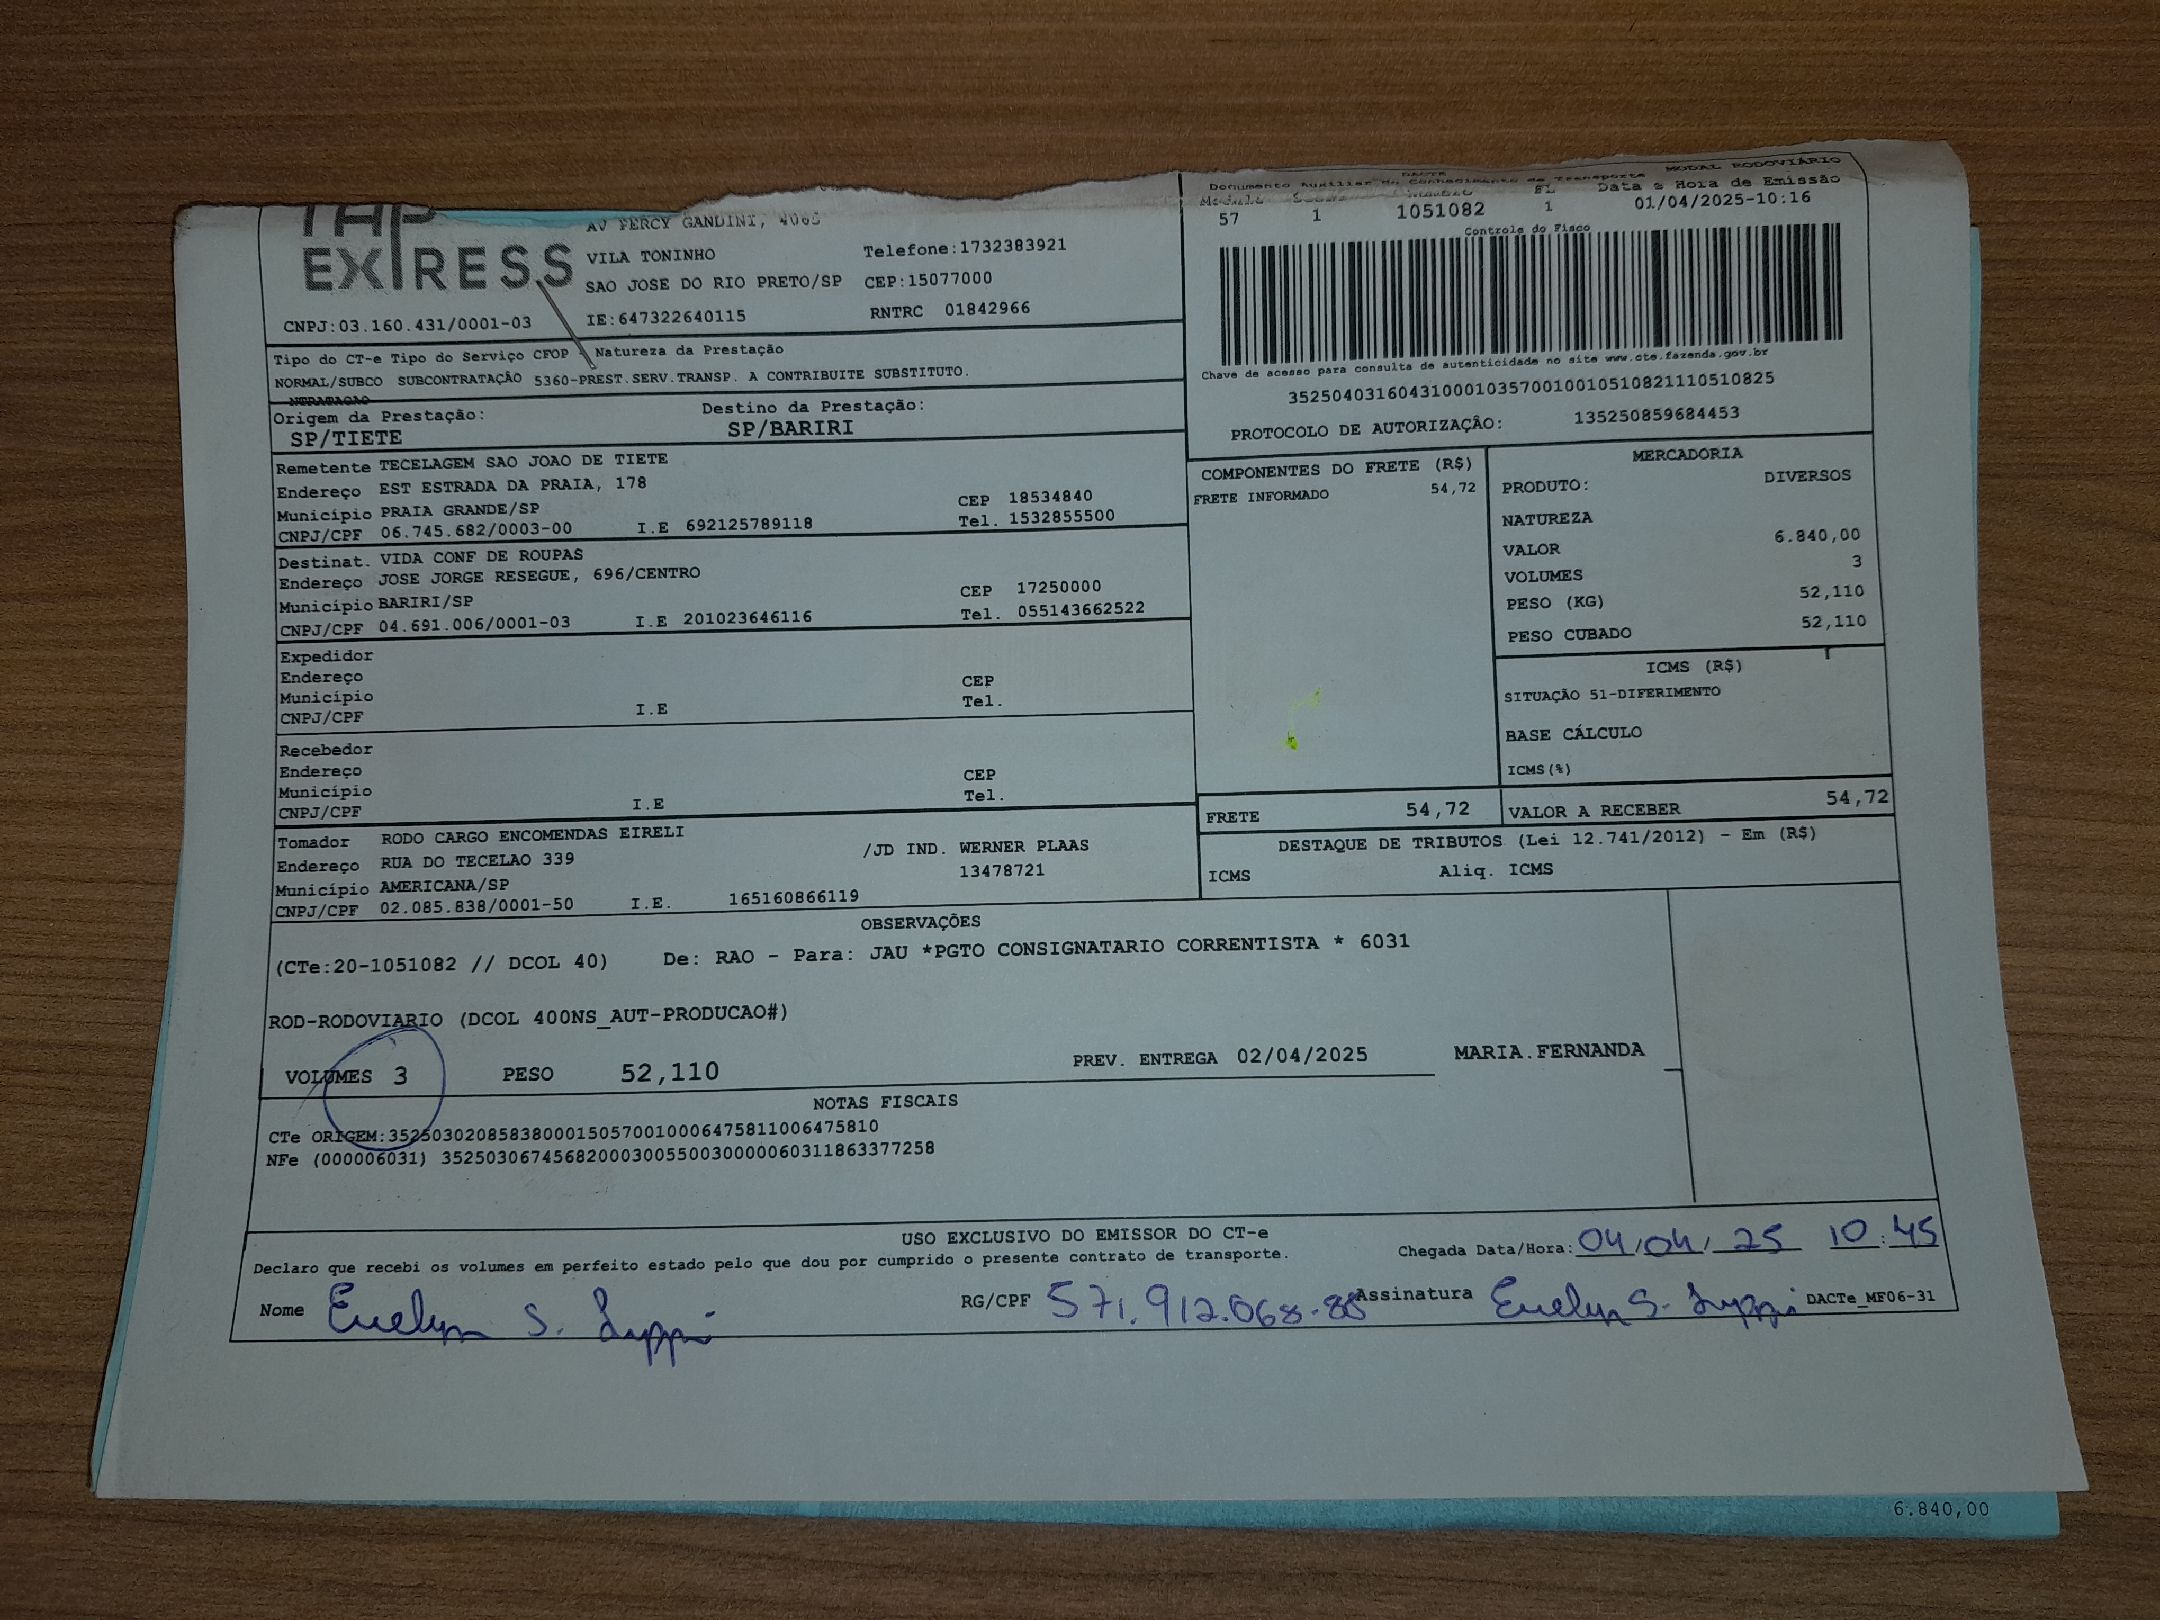 EXPRESS
AV PERCY GANDINI, 4065
VILA TONINHO Telefone:1732383921
SAO JOSE DO RIO PRETO/SP CEP:15077000
CNPJ:03.160.431/0001-03 IE:647322640115 RNTRC 01842966
Tipo do CT-e Tipo do Serviço CFOP - Natureza da Prestação
NORMAL/SUBCO SUBCONTRATAÇÃO 5360-PREST.SERV.TRANSP. A CONTRIBUITE SUBSTITUTO.
NTRATAÇAO
Origem da Prestação: Destino da Prestação:
SP/TIETE SP/BARIRI
MODAL RODOVIÁRIO
Documento Auxiliar do Conhecimento de Transporte
Modelo FL Data e Hora de Emissão
57 1 1051082 1 01/04/2025-10:16
Controle do Fisco
Chave de acesso para consulta de autenticidade no site www.cte.fazenda.gov.br
35250403160431000103570010010510821110510825
PROTOCOLO DE AUTORIZAÇÃO: 135250859684453
Remetente TECELAGEM SAO JOAO DE TIETE
Endereço EST ESTRADA DA PRAIA, 178
Município PRAIA GRANDE/SP CEP 18534840
CNPJ/CPF 06.745.682/0003-00 I.E 692125789118 Tel. 1532855500
Destinat. VIDA CONF DE ROUPAS
Endereço JOSE JORGE RESEGUE, 696/CENTRO
Município BARIRI/SP CEP 17250000
CNPJ/CPF 04.691.006/0001-03 I.E 201023646116 Tel. 055143662522
Expedidor
Endereço
Município CEP
CNPJ/CPF I.E Tel.
Recebedor
Endereço
Município CEP
CNPJ/CPF I.E Tel.
Tomador RODO CARGO ENCOMENDAS EIRELI
Endereço RUA DO TECELAO 339 /JD IND. WERNER PLAAS
Município AMERICANA/SP 13478721
CNPJ/CPF 02.085.838/0001-50 I.E. 165160866119
COMPONENTES DO FRETE (R$)
FRETE INFORMADO 54,72
MERCADORIA
PRODUTO: DIVERSOS
NATUREZA
VALOR 6.840,00
VOLUMES 3
PESO (KG) 52,110
PESO CUBADO 52,110
ICMS (R$)
SITUAÇÃO 51-DIFERIMENTO
BASE CÁLCULO
ICMS(%)
FRETE 54,72 VALOR A RECEBER 54,72
DESTAQUE DE TRIBUTOS (Lei 12.741/2012) - Em (R$)
ICMS Aliq. ICMS
OBSERVAÇÕES
(CTe:20-1051082 // DCOL 40) De: RAO - Para: JAU *PGTO CONSIGNATARIO CORRENTISTA * 6031
ROD-RODOVIARIO (DCOL 400NS_AUT-PRODUCAO#)
VOLUMES 3 PESO 52,110 PREV. ENTREGA 02/04/2025 MARIA.FERNANDA
NOTAS FISCAIS
CTe ORIGEM:35250302085838000150570010006475811006475810
NFe (000006031) 35250306745682000300550030000060311863377258
USO EXCLUSIVO DO EMISSOR DO CT-e
Declaro que recebi os volumes em perfeito estado pelo que dou por cumprido o presente contrato de transporte. Chegada Data/Hora: 04/04/25 10:45
Nome Evelyn S. RG/CPF 571.912.068-88 Assinatura Evelyn S. DACTe_MF06-31
6.840,00